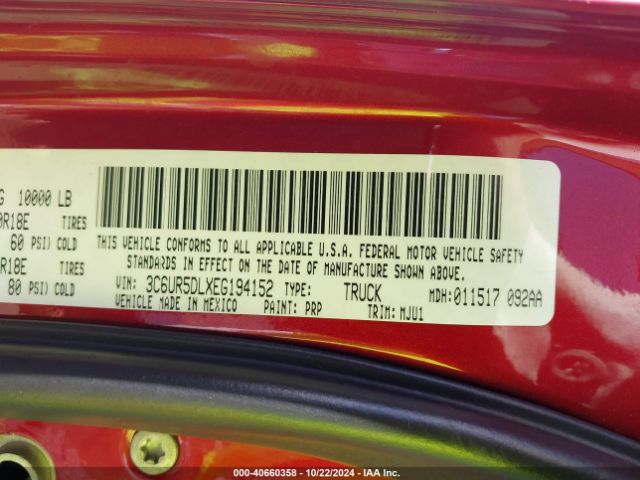 G 10000 LB
0R18E TIRES
60 PSI) COLD
R18E TIRES
80 PSI) COLD
THIS VEHICLE CONFORMS TO ALL APPLICABLE U.S.A. FEDERAL MOTOR VEHICLE SAFETY
STANDARDS IN EFFECT ON THE DATE OF MANUFACTURE SHOWN ABOVE.
VIN: 3C6UR5DLXEG194152 TYPE: TRUCK MDH:011517 092AA
VEHICLE MADE IN MEXICO PAINT: PRP TRIM:MJU1
00-40660358 | 10/22/2024 | IAA Inc.